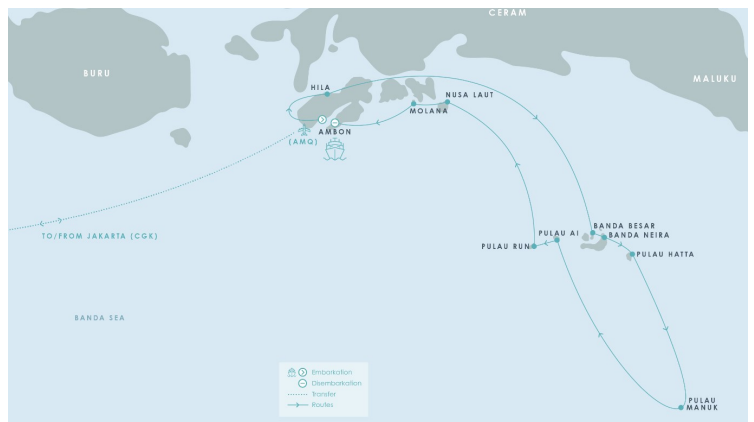 CERAM
BURU
MALUKU
HILA
NUSA LAUT
MOLANA
AMBON
(AMQ)
TO/FROM JAKARTA (CGK)
BANDA BESAR
BANDA NEIRA
PULAU AI
PULAU RUN
PULAU HATTA
BANDA SEA
Embarkation
Disembarkation
Transfer
Routes
PULAU
MANUK